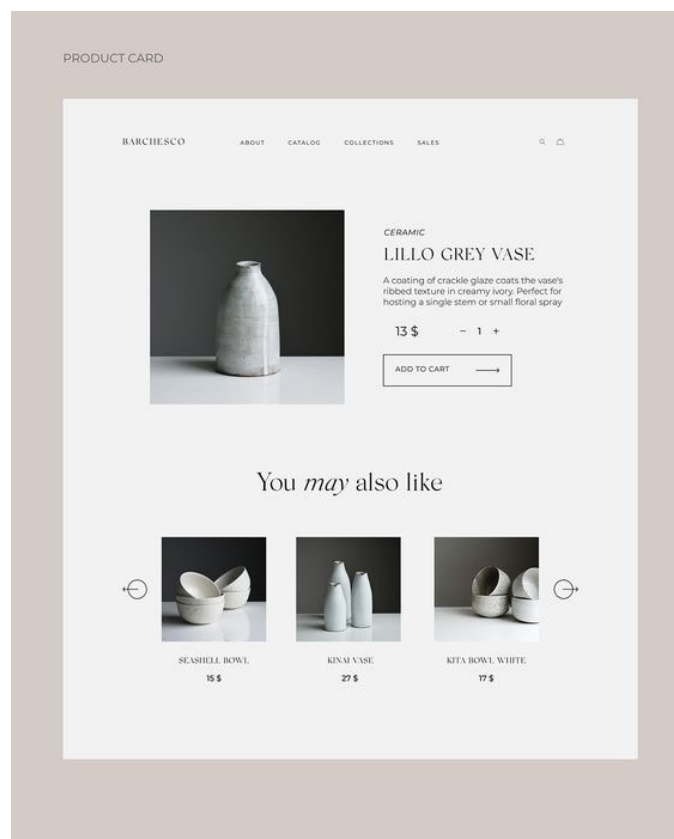 PRODUCT CARD
BARCHESCO ABOUT CATALOG COLLECTIONS SALES
CERAMIC
LILLO GREY VASE
A coating of crackle glaze coats the vase's
ribbed texture in creamy ivory. Perfect for
hosting a single stem or small floral spray
13 $ − 1 +
ADD TO CART
You may also like
SEASHELL BOWL KINAI VASE KITA BOWL WHITE
15 $ 27 $ 17 $